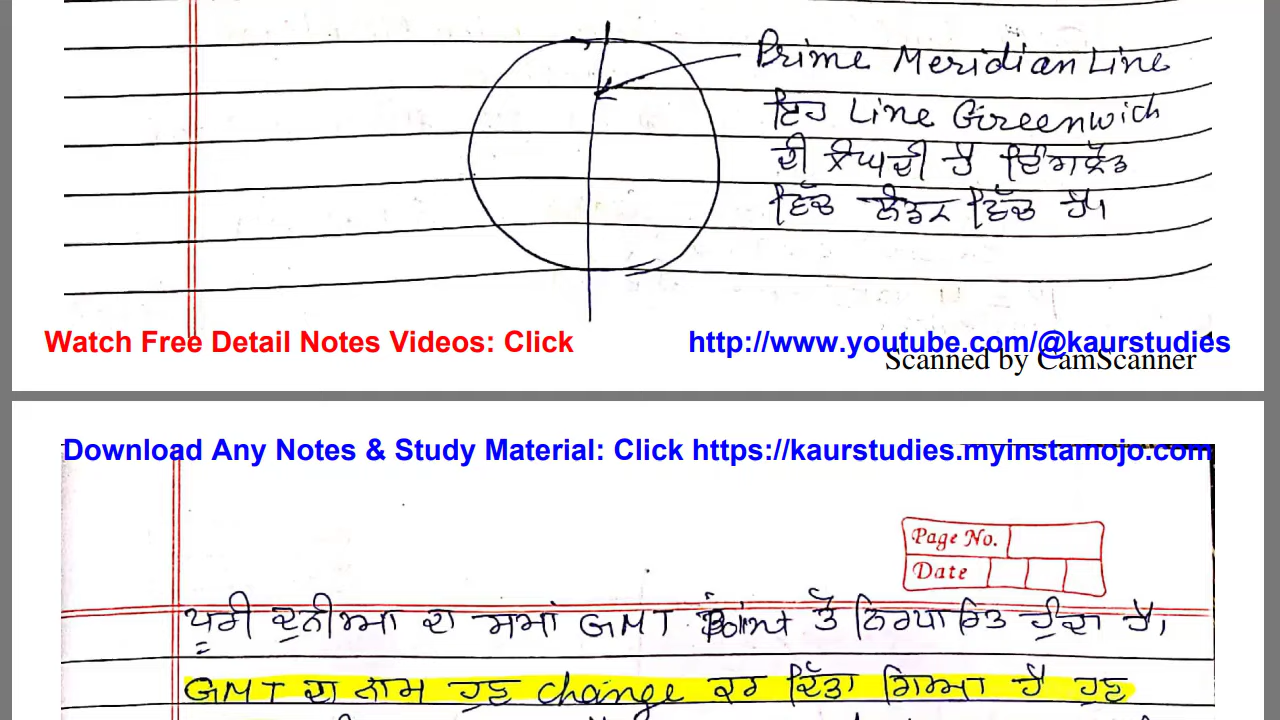 Prime Meridian Line
ਇਹ Line Greenwich
ਦੀ ਲੰਘਦੀ ਹੈ ਇੰਗਲੈਂਡ
ਵਿੱਚ ਲੰਡਨ ਵਿੱਚ ਹੈ।
Watch Free Detail Notes Videos: Click http://www.youtube.com/@kaurstudies
Scanned by CamScanner
Download Any Notes & Study Material: Click https://kaurstudies.myinstamojo.com
Page No.
Date
ਪੂਰੀ ਦੁਨੀਆ ਦਾ ਸਮਾਂ GMT Point ਤੋਂ ਨਿਰਧਾਰਿਤ ਹੁੰਦਾ ਹੈ।
GMT ਦਾ ਨਾਮ ਹੁਣ change ਕਰ ਦਿੱਤਾ ਗਿਆ ਹੈ ਹੁਣ